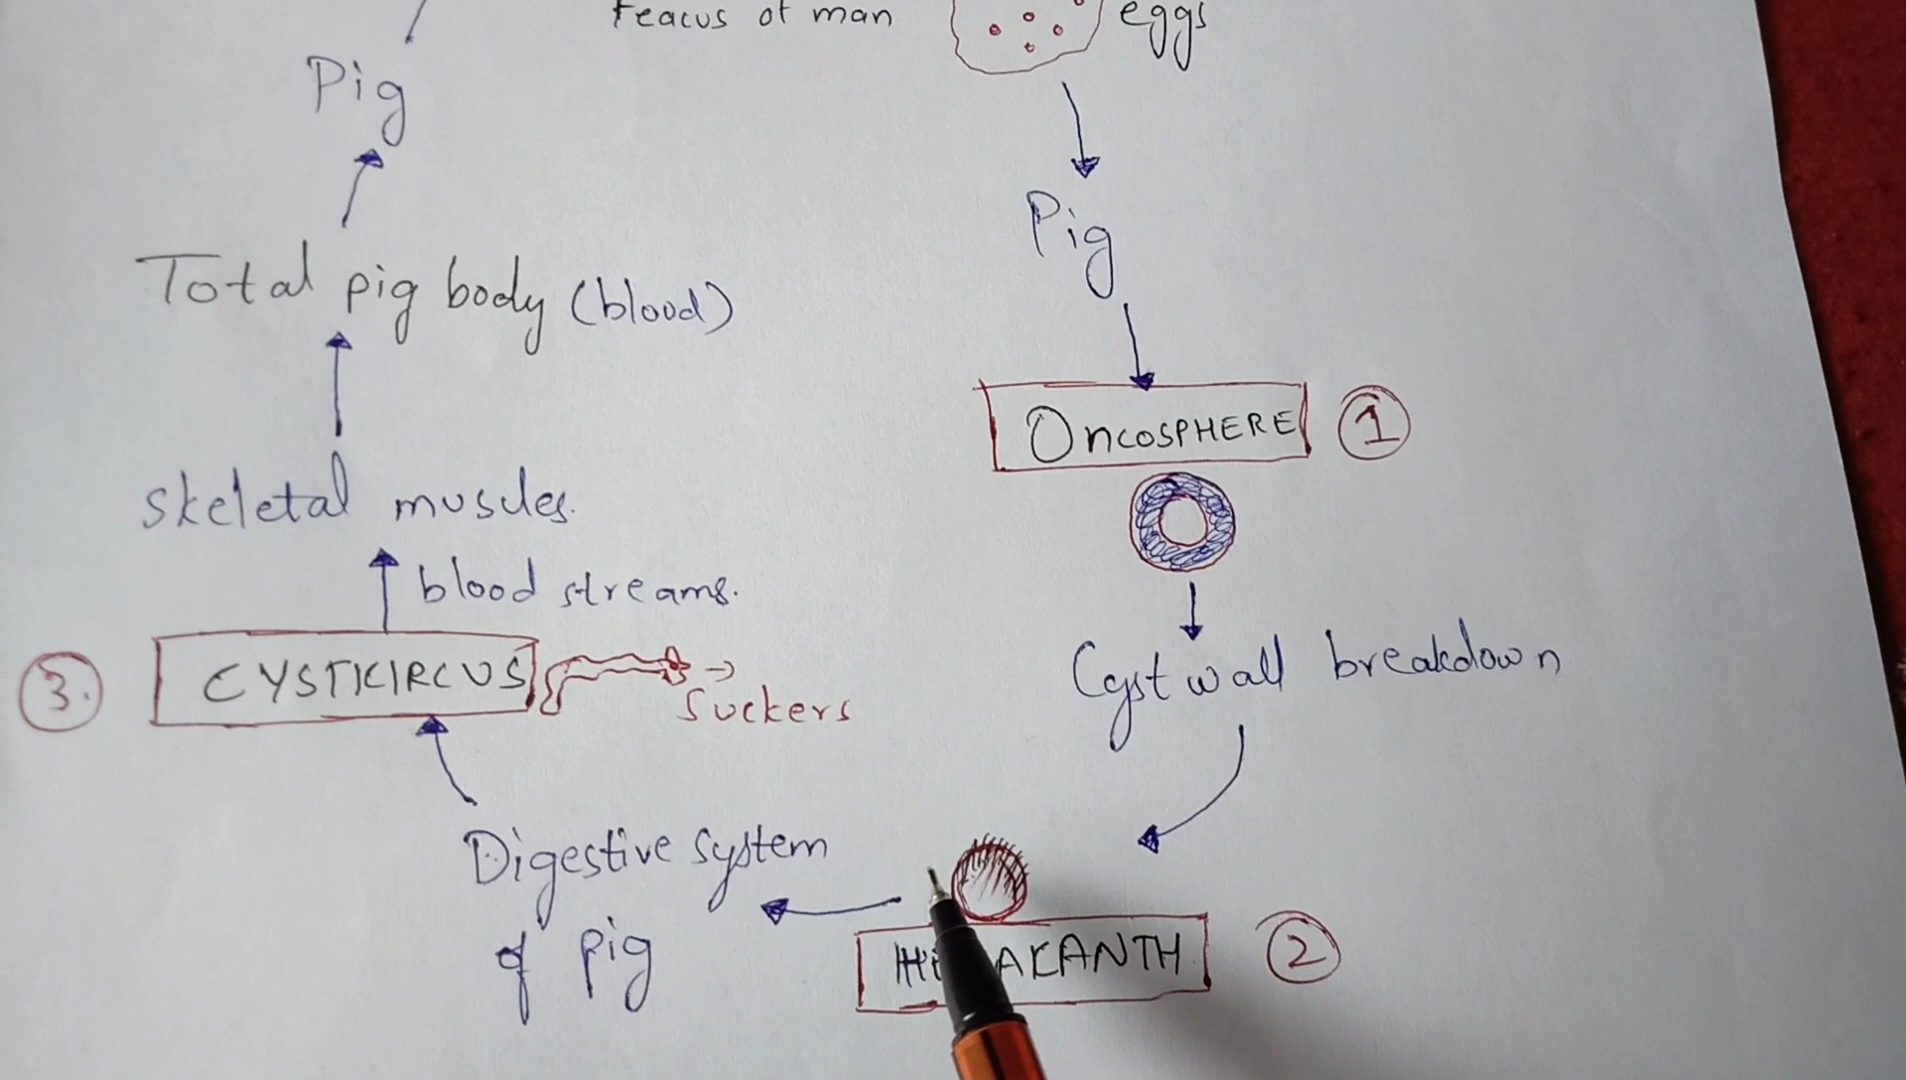 Feacus of man
eggs
Pig
Pig
Total pig body (blood)
ONCOSPHERE 1
skeletal muscles.
blood streams.
Cyst wall breakdown
3. CYSTICIRCUS
→ Suckers
Digestive system
of pig
2